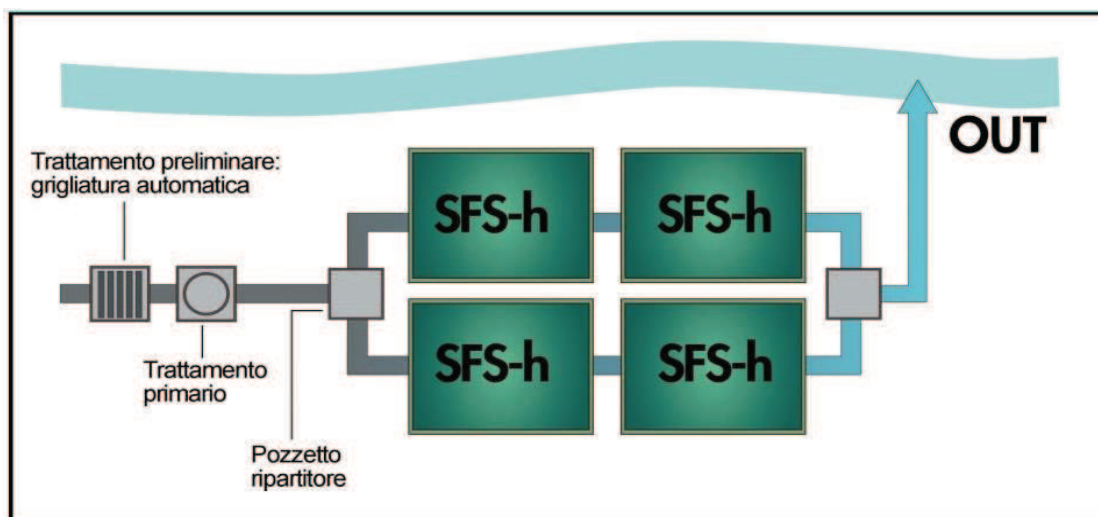 OUT
Trattamento preliminare:
grigliatura automatica
SFS-h
SFS-h
SFS-h
SFS-h
Trattamento
primario
Pozzetto
ripartitore